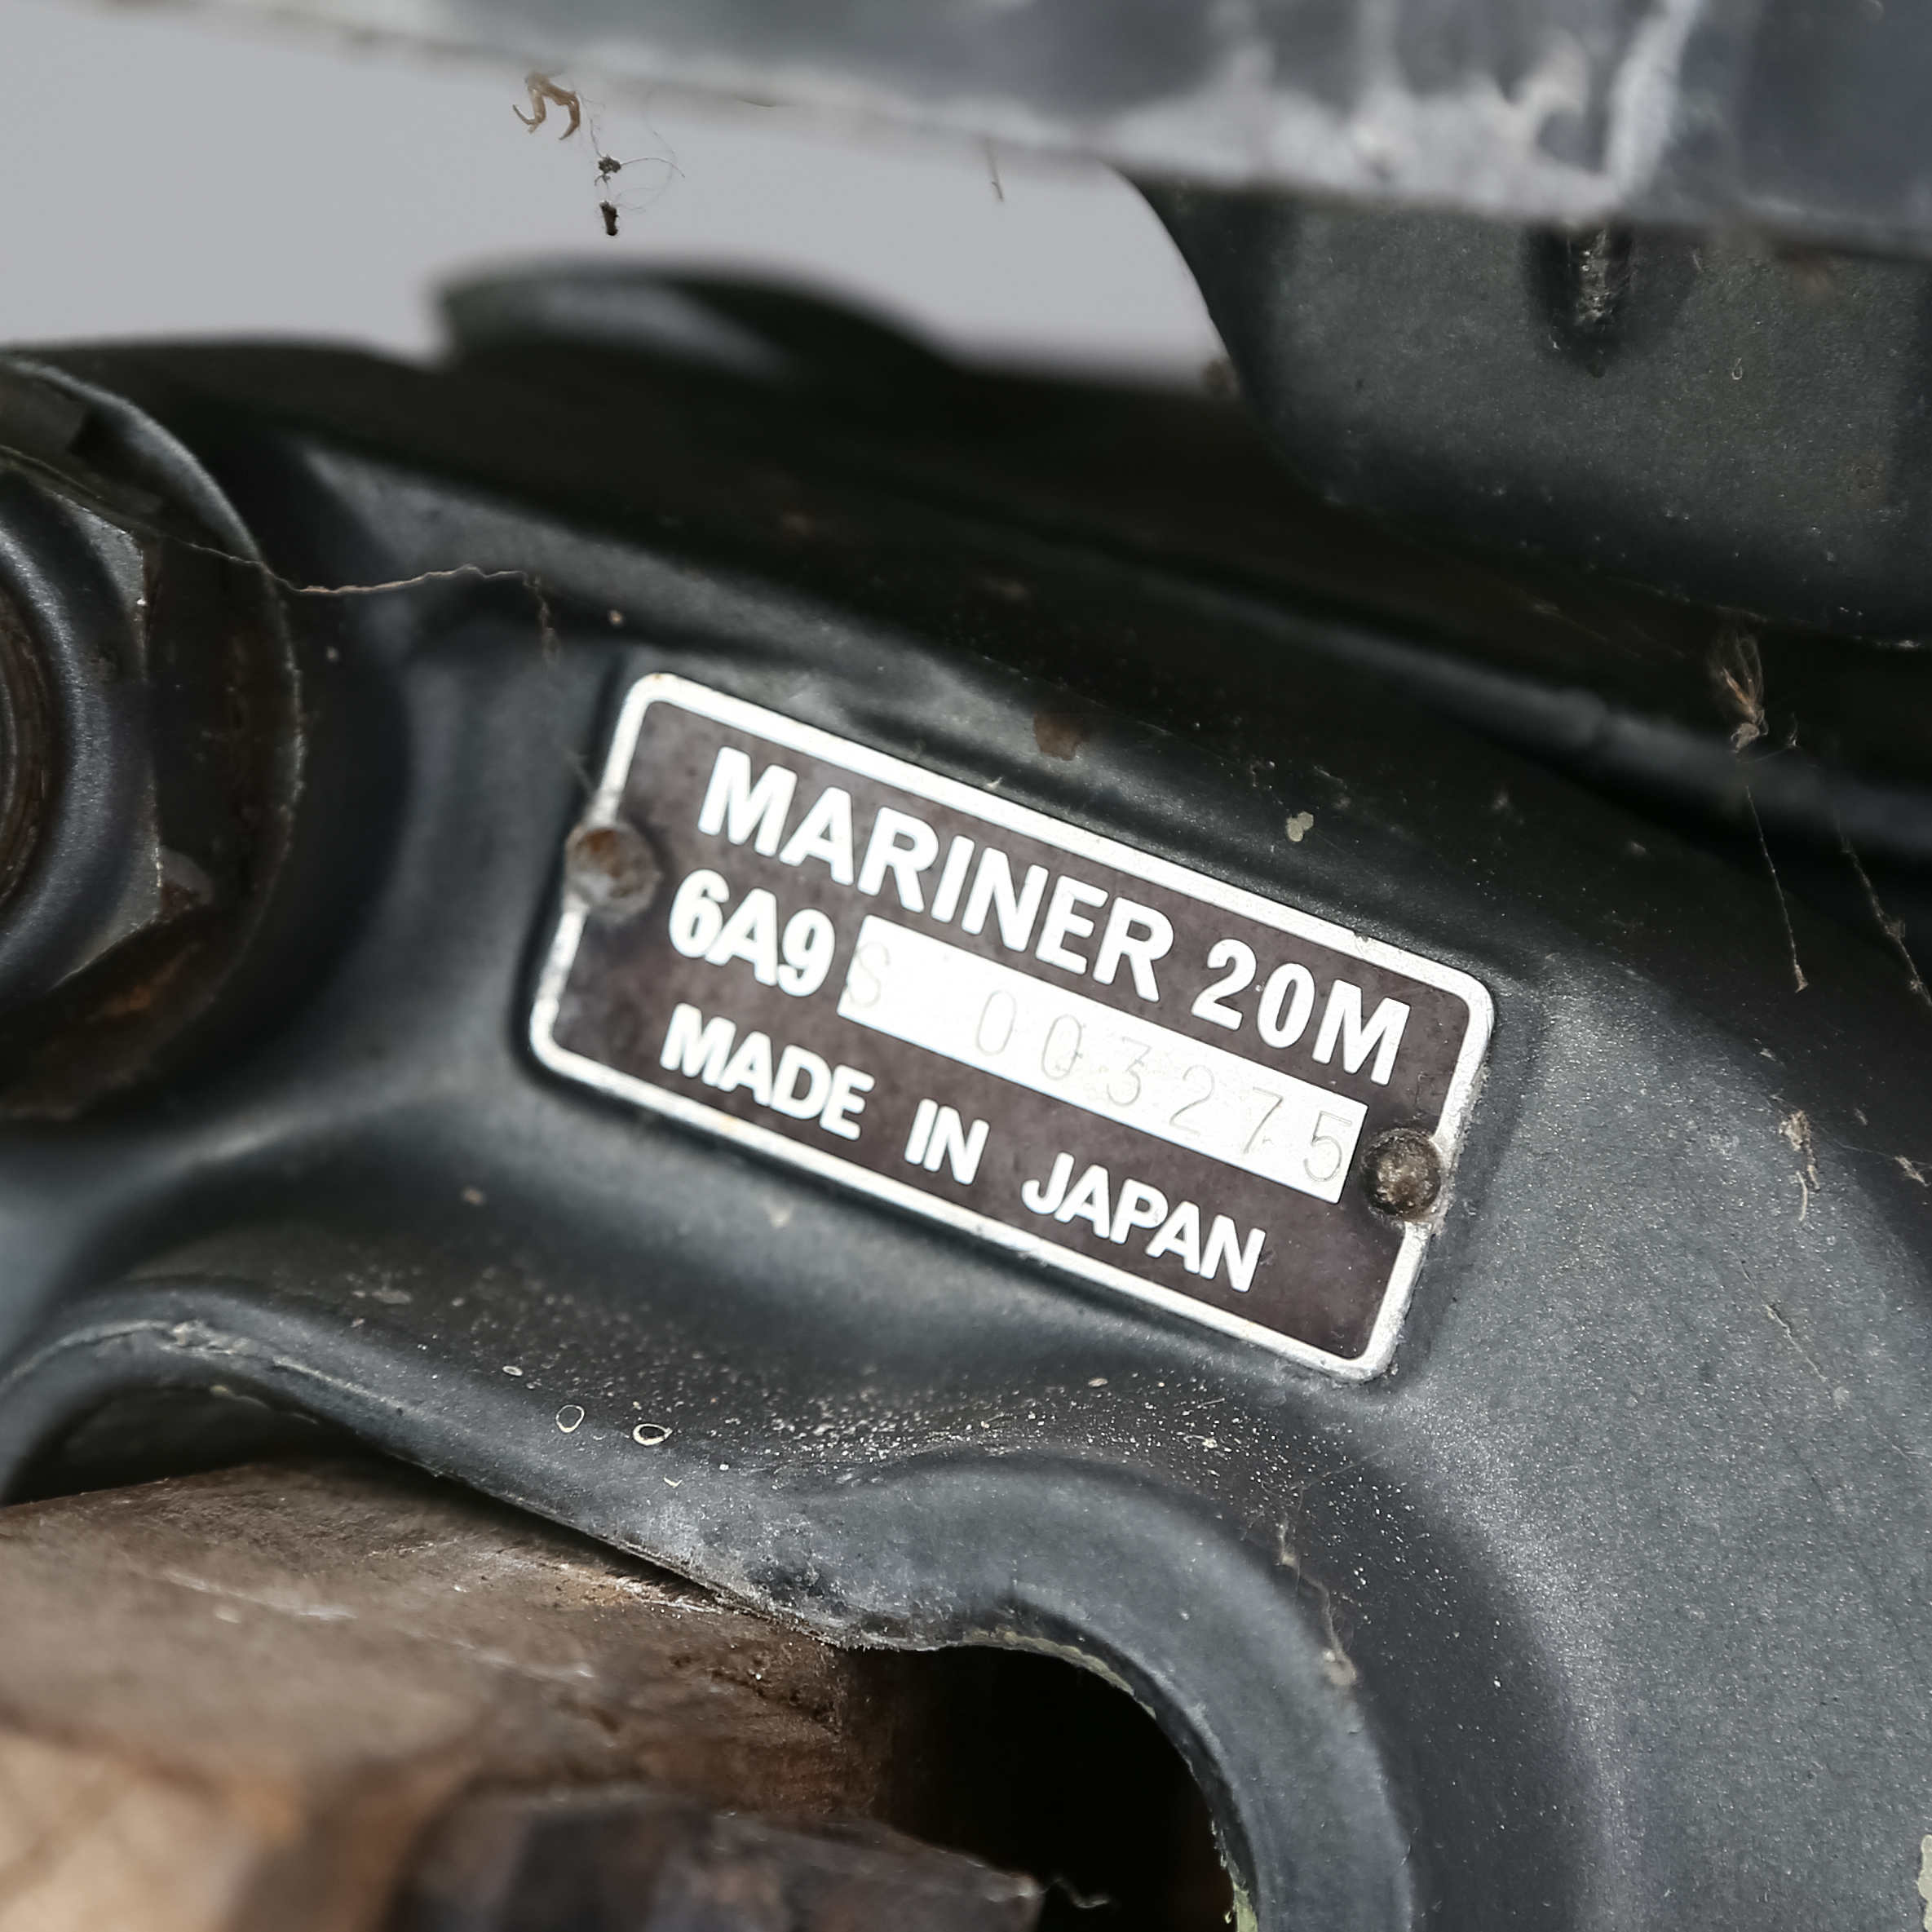 MARINER 20M
6A9 S 003275
MADE IN JAPAN